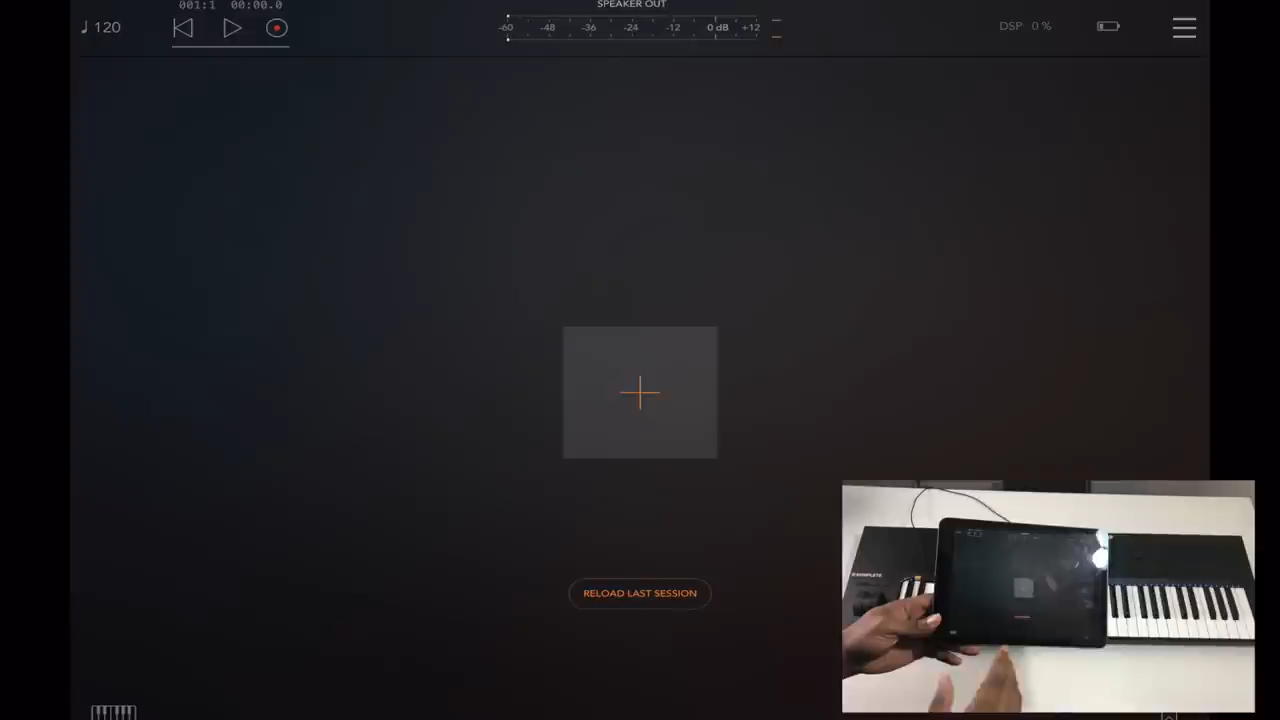 SPEAKER OUT
001:1 00:00.0
♩ 120
-60 -48 -36 -24 -12 0 dB +12
DSP 0 %
RELOAD LAST SESSION
KOMPLETE